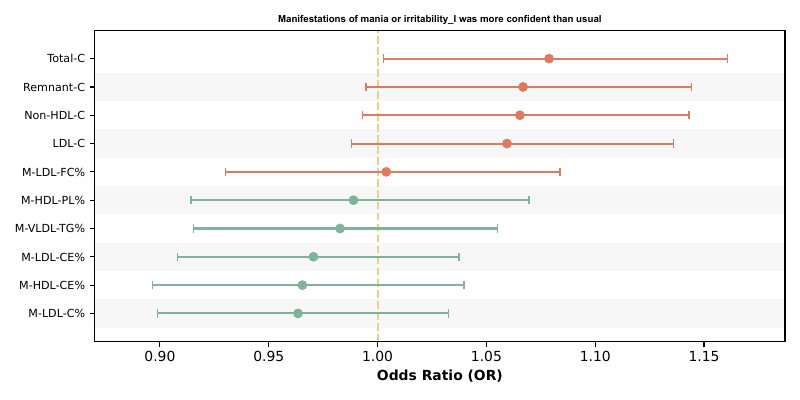 Manifestations of mania or irritability_I was more confident than usual
Total-C
Remnant-C
Non-HDL-C
LDL-C
M-LDL-FC%
M-HDL-PL%
M-VLDL-TG%
M-LDL-CE%
M-HDL-CE%
M-LDL-C%
0.90 0.95 1.00 1.05 1.10 1.15
Odds Ratio (OR)